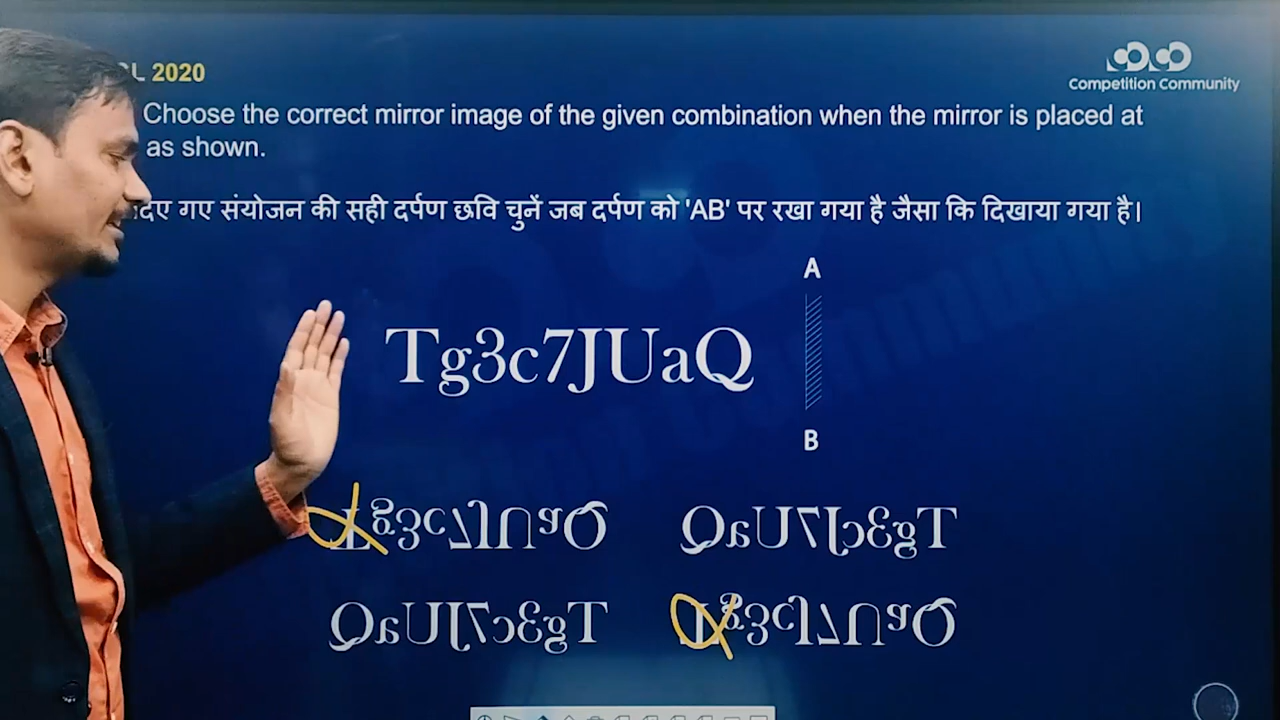 2020
Competition Community
Choose the correct mirror image of the given combination when the mirror is placed at
as shown.
गए संयोजन की सही दर्पण छवि चुनें जब दर्पण को 'AB' पर रखा गया है जैसा कि दिखाया गया है।
A
Tg3c7JUaQ
B